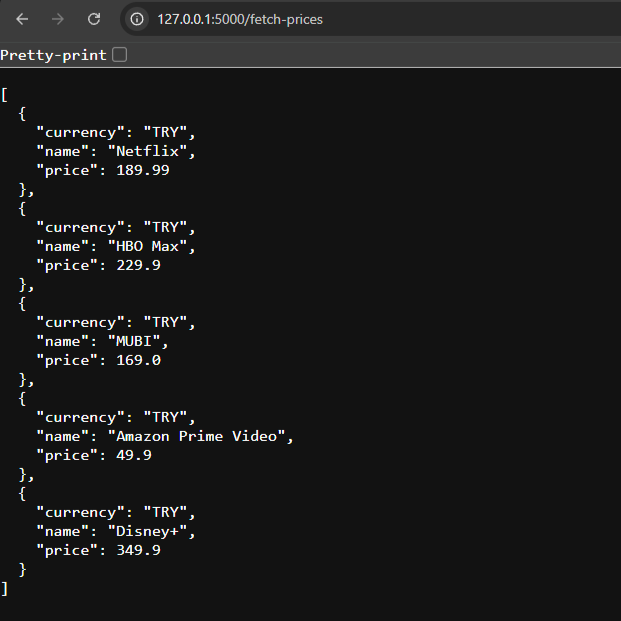 127.0.0.1:5000/fetch-prices
Pretty-print
[
  {
    "currency": "TRY",
    "name": "Netflix",
    "price": 189.99
  },
  {
    "currency": "TRY",
    "name": "HBO Max",
    "price": 229.9
  },
  {
    "currency": "TRY",
    "name": "MUBI",
    "price": 169.0
  },
  {
    "currency": "TRY",
    "name": "Amazon Prime Video",
    "price": 49.9
  },
  {
    "currency": "TRY",
    "name": "Disney+",
    "price": 349.9
  }
]